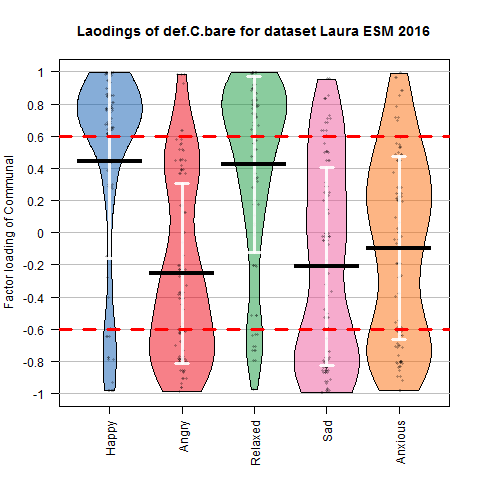 Laodings of def.C.bare for dataset Laura ESM 2016
Factor loading of Communal
1
0.8
0.6
0.4
0.2
0
-0.2
-0.4
-0.6
-0.8
-1
Happy
Angry
Relaxed
Sad
Anxious